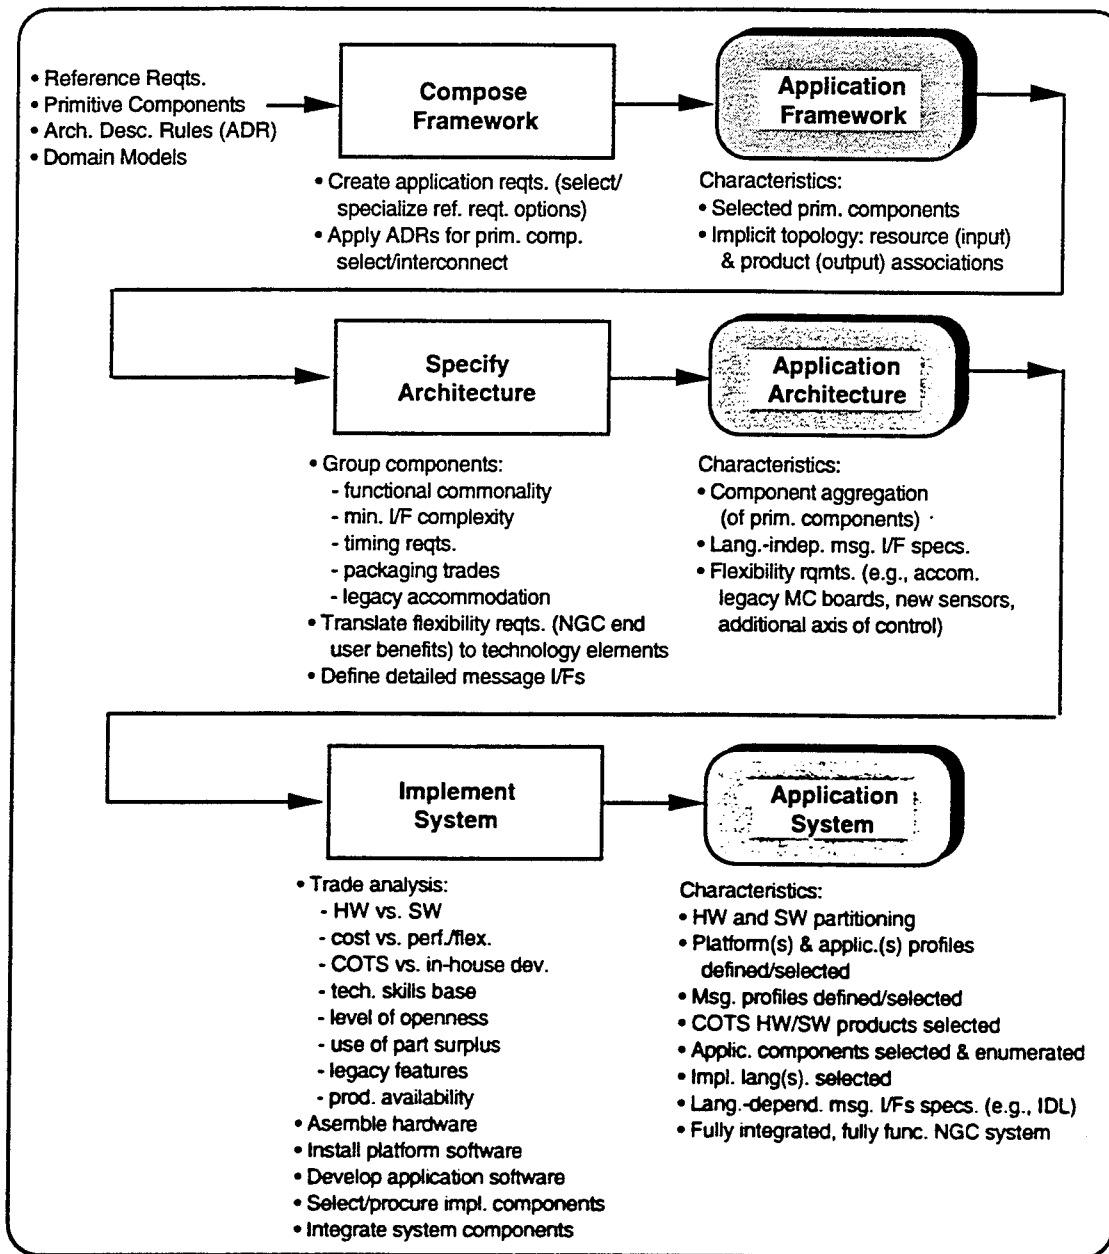 • Reference Reqts.
• Primitive Components
• Arch. Desc. Rules (ADR)
• Domain Models
Compose
Framework
Application
Framework
• Create application reqts. (select/
specialize ref. reqt. options)
• Apply ADRs for prim. comp.
select/interconnect
Characteristics:
• Selected prim. components
• Implicit topology: resource (input)
& product (output) associations
Specify
Architecture
Application
Architecture
• Group components:
- functional commonality
- min. I/F complexity
- timing reqts.
- packaging trades
- legacy accommodation
• Translate flexibility reqts. (NGC end
user benefits) to technology elements
• Define detailed message I/Fs
Characteristics:
• Component aggregation
(of prim. components)
• Lang.-indep. msg. I/F specs.
• Flexibility rqmts. (e.g., accom.
legacy MC boards, new sensors,
additional axis of control)
Implement
System
Application
System
• Trade analysis:
- HW vs. SW
- cost vs. perf./flex.
- COTS vs. in-house dev.
- tech. skills base
- level of openness
- use of part surplus
- legacy features
- prod. availability
• Asemble hardware
• Install platform software
• Develop application software
• Select/procure impl. components
• Integrate system components
Characteristics:
• HW and SW partitioning
• Platform(s) & applic.(s) profiles
defined/selected
• Msg. profiles defined/selected
• COTS HW/SW products selected
• Applic. components selected & enumerated
• Impl. lang(s). selected
• Lang.-depend. msg. I/Fs specs. (e.g., IDL)
• Fully integrated, fully func. NGC system